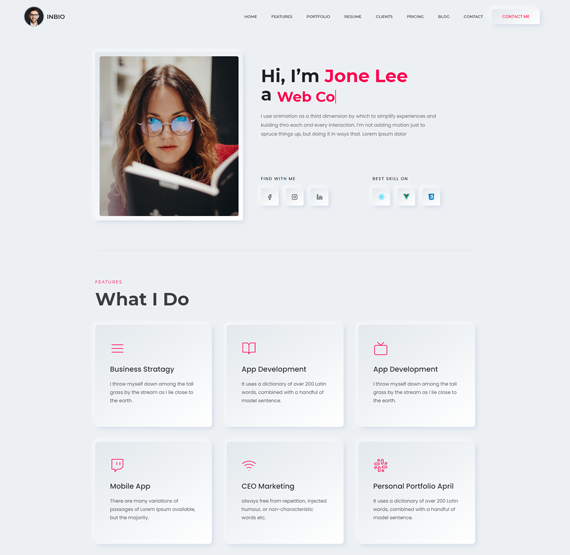 INBIO
HOME FEATURES PORTFOLIO RESUME CLIENTS PRICING BLOG CONTACT CONTACT ME
Hi, I'm Jone Lee
a Web Co
I use animation as a third dimension by which to simplify experiences and
kuiding thro each and every interaction. I'm not adding motion just to
spruce things up, but doing it in ways that. Lorem ipsum dolor
FIND WITH ME
BEST SKILL ON
FEATURES
What I Do
Business Stratagy
I throw myself down among the tall
grass by the stream as I lie close to
the earth.
App Development
It uses a dictionary of over 200 Latin
words, combined with a handful of
model sentence.
App Development
I throw myself down among the tall
grass by the stream as I lie close to
the earth.
Mobile App
There are many variations of
passages of Lorem Ipsum available,
but the majority.
CEO Marketing
always free from repetition, injected
humour, or non-characteristic
words etc.
Personal Portfolio April
It uses a dictionary of over 200 Latin
words, combined with a handful of
model sentence.